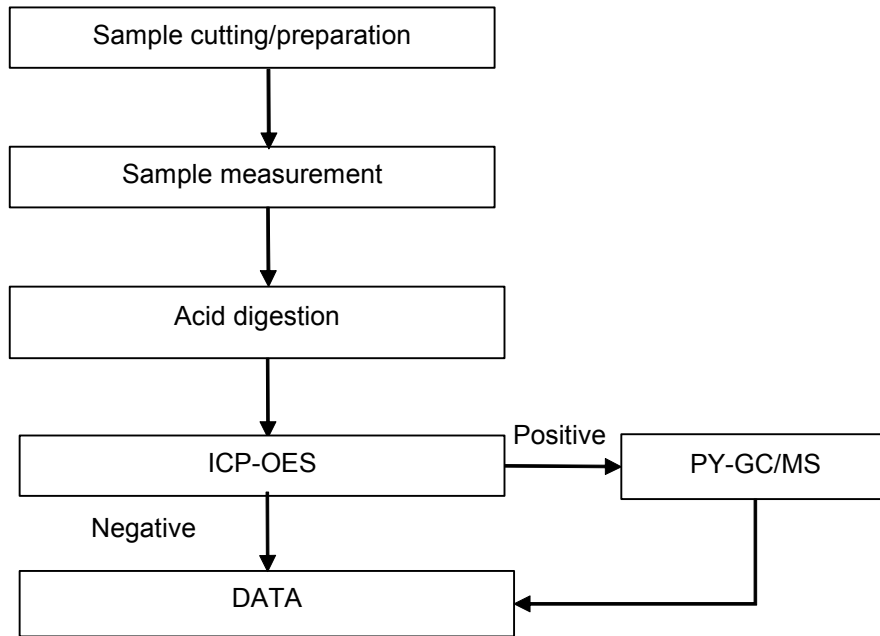 Sample cutting/preparation
Sample measurement
Acid digestion
ICP-OES
Positive
PY-GC/MS
Negative
DATA